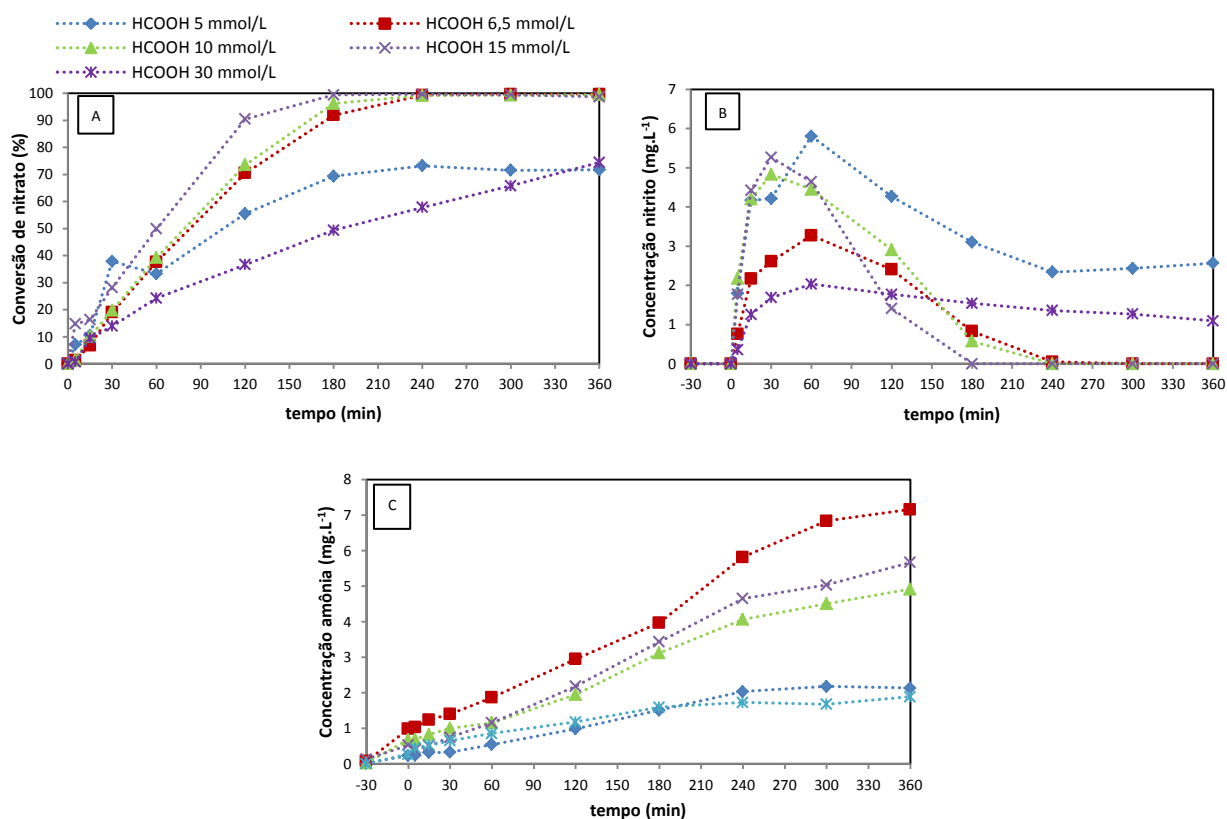 HCOOH 5 mmol/L
HCOOH 6,5 mmol/L
HCOOH 10 mmol/L
HCOOH 15 mmol/L
HCOOH 30 mmol/L
A
Conversão de nitrato (%)
100
90
80
70
60
50
40
30
20
10
0
0 30 60 90 120 150 180 210 240 270 300 330 360
tempo (min)
B
Concentração nitrito (mg.L⁻¹)
7
6
5
4
3
2
1
0
-30 0 30 60 90 120 150 180 210 240 270 300 330 360
tempo (min)
C
Concentração amônia (mg.L⁻¹)
8
7
6
5
4
3
2
1
0
-30 0 30 60 90 120 150 180 210 240 270 300 330 360
tempo (min)